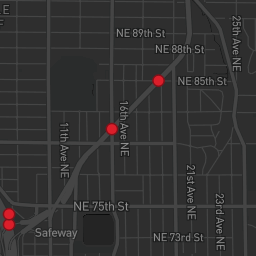 E
NE 89th St
NE 88th St
NE 85th St
25th Ave NE
16th Ave NE
11th Ave NE
21st Ave NE
23rd Ave NE
NE 75th St
Safeway
NE 73rd St